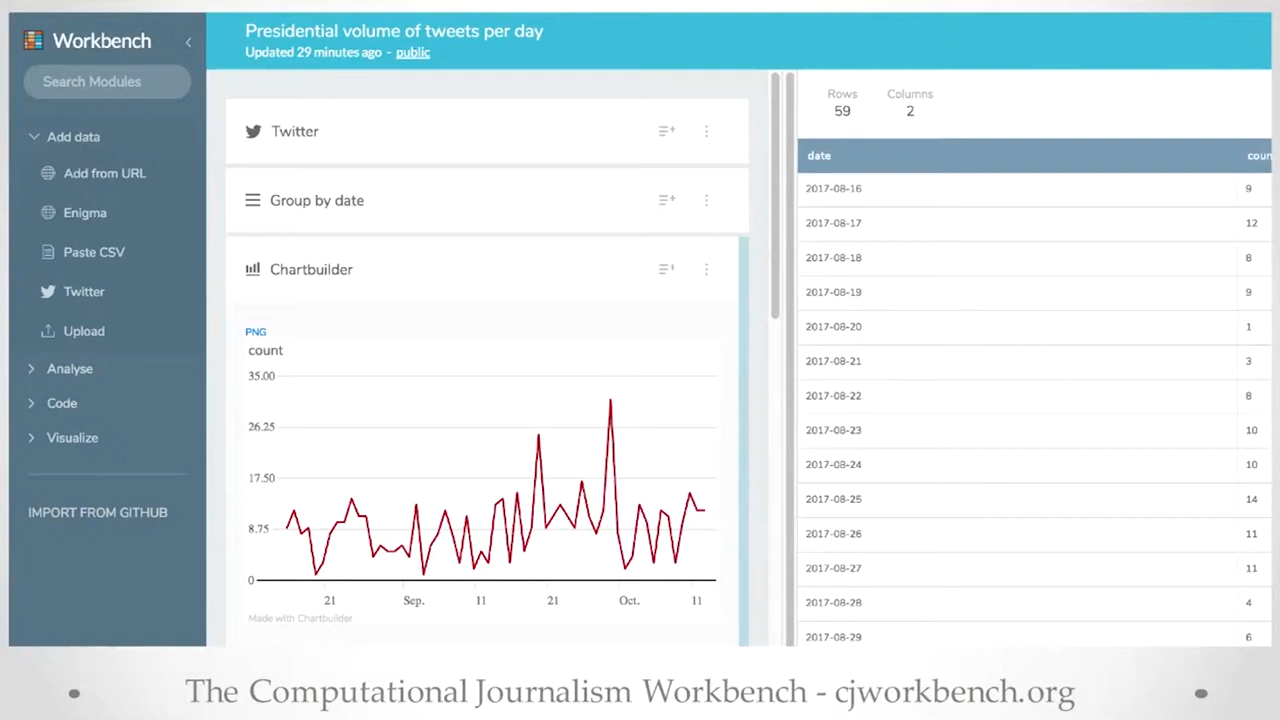 Workbench
Search Modules
Add data
Add from URL
Enigma
Paste CSV
Twitter
Upload
Analyse
Code
Visualize
IMPORT FROM GITHUB
Presidential volume of tweets per day
Updated 29 minutes ago - public
Twitter
Group by date
Chartbuilder
PNG
count
35.00
26.25
17.50
8.75
0
21 Sep. 11 21 Oct. 11
Made with Chartbuilder
Rows Columns
59 2
date coun
2017-08-16 9
2017-08-17 12
2017-08-18 8
2017-08-19 9
2017-08-20 1
2017-08-21 3
2017-08-22 8
2017-08-23 10
2017-08-24 10
2017-08-25 14
2017-08-26 11
2017-08-27 11
2017-08-28 4
2017-08-29 6
The Computational Journalism Workbench - cjworkbench.org